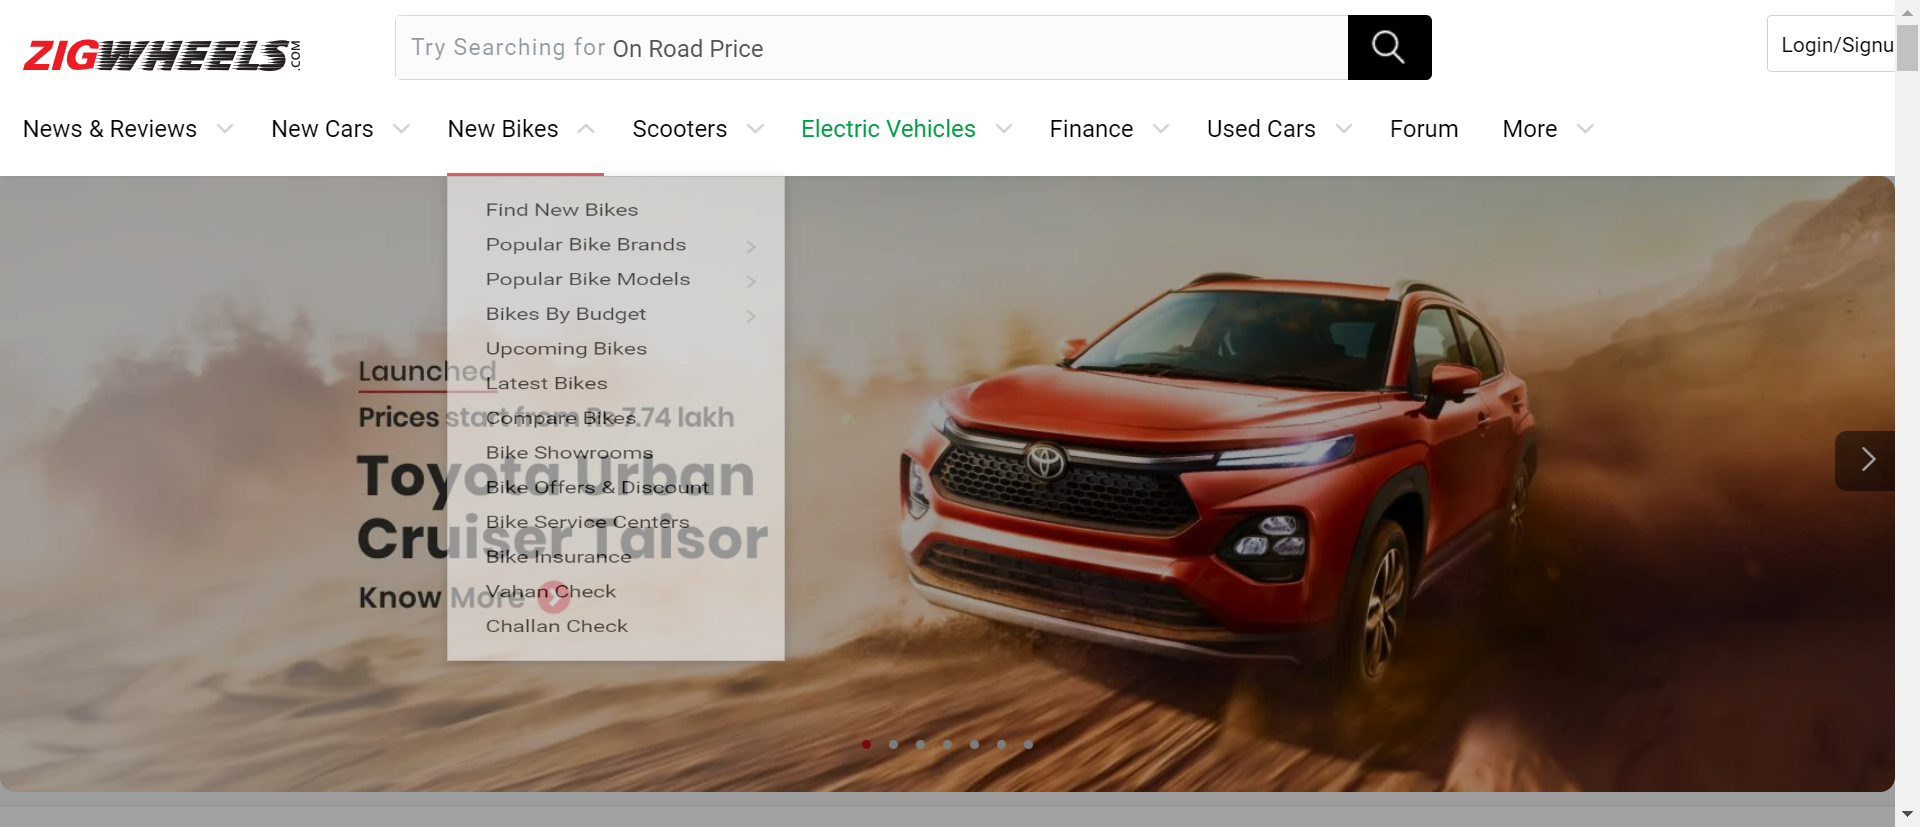 ZIGWHEELS.COM
Try Searching for On Road Price
Login/Signu
News & Reviews
New Cars
New Bikes
Scooters
Electric Vehicles
Finance
Used Cars
Forum
More
Find New Bikes
Popular Bike Brands
Popular Bike Models
Bikes By Budget
Upcoming Bikes
Latest Bikes
Compare Bikes
Bike Showrooms
Bike Offers & Discount
Bike Service Centers
Bike Insurance
Vahan Check
Challan Check
Launched
Prices start from Rs 7.74 lakh
Toyota Urban
Cruiser Taisor
Know More